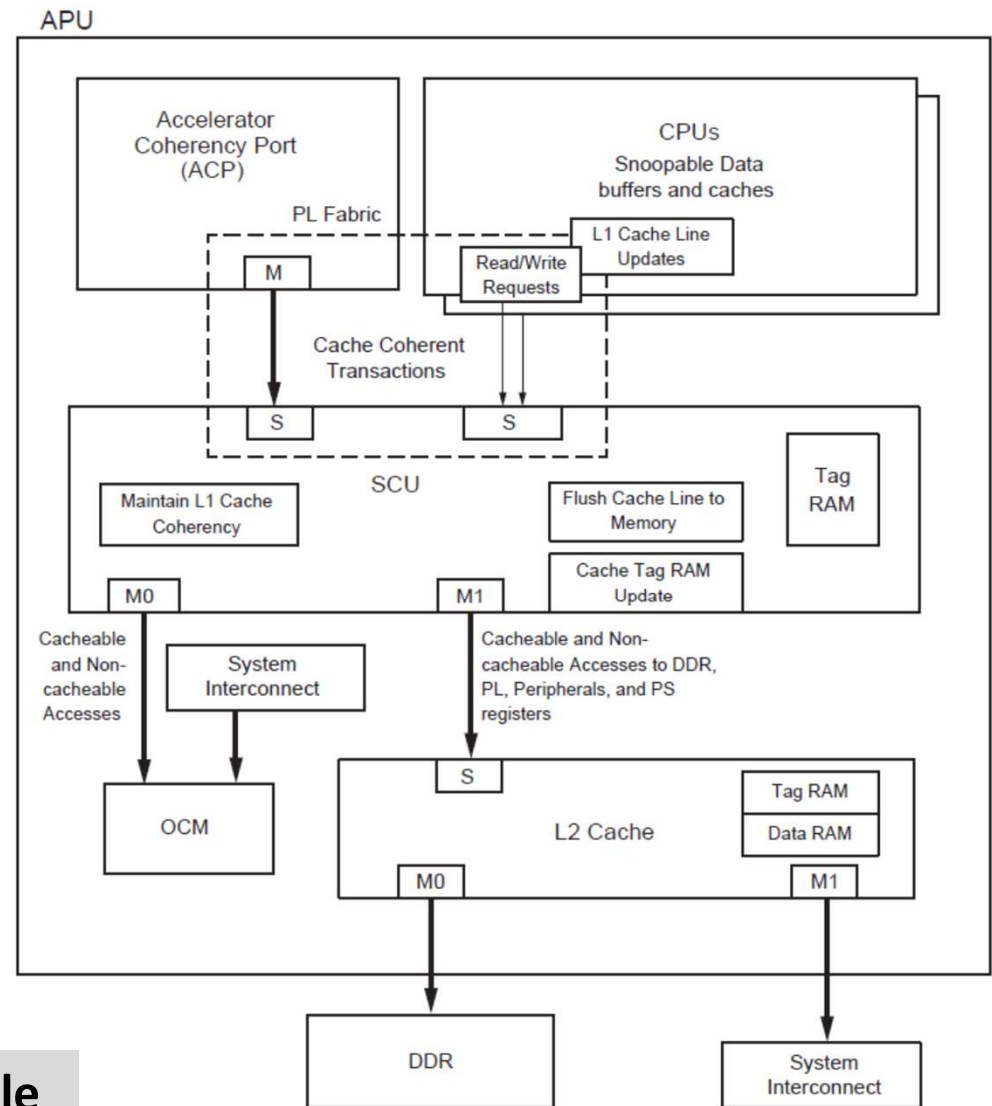 APU
Accelerator
Coherency Port
(ACP)
CPUs
Snoopable Data
buffers and caches
PL Fabric
L1 Cache Line
Updates
Read/Write
Requests
M
Cache Coherent
Transactions
S
S
SCU
Maintain L1 Cache
Coherency
Flush Cache Line to
Memory
Tag
RAM
Cache Tag RAM
Update
M0
M1
Cacheable
and Non-
cacheable
Accesses
System
Interconnect
Cacheable and Non-
cacheable Accesses to DDR,
PL, Peripherals, and PS
registers
OCM
S
L2 Cache
Tag RAM
Data RAM
M0
M1
DDR
System
Interconnect
le